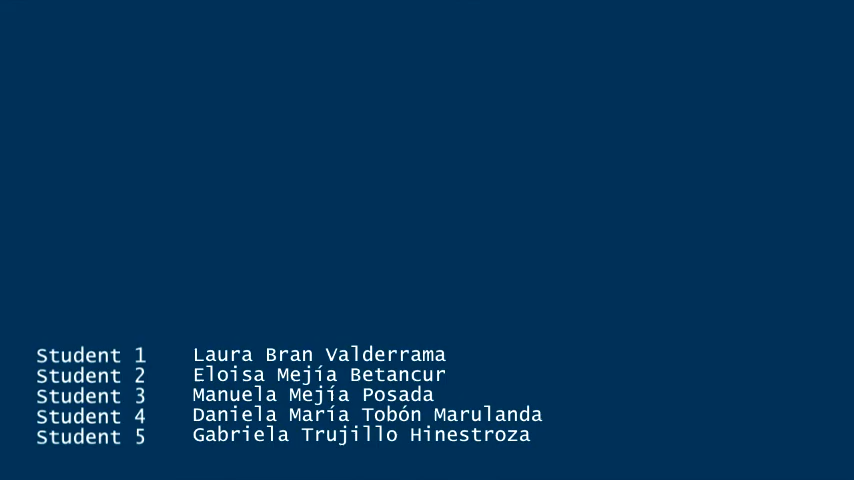 Student 1 Laura Bran Valderrama
Student 2 Eloisa Mejía Betancur
Student 3 Manuela Mejía Posada
Student 4 Daniela María Tobón Marulanda
Student 5 Gabriela Trujillo Hinestroza